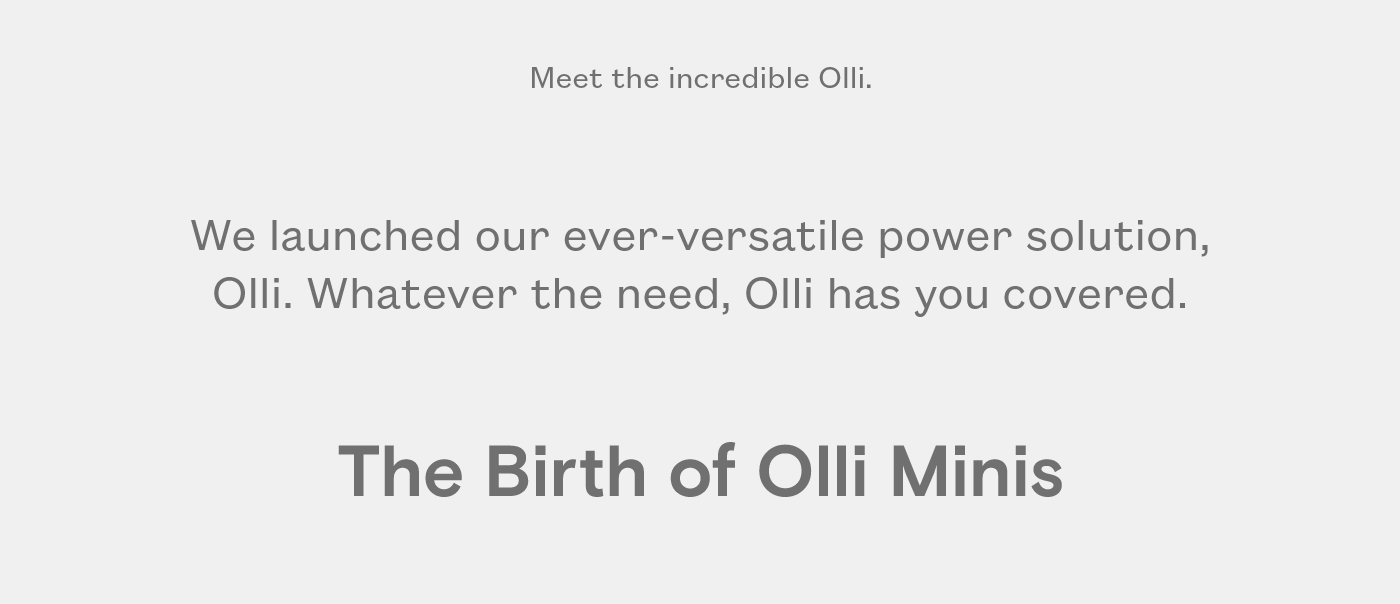 Meet the incredible Olli.
We launched our ever-versatile power solution,
Olli. Whatever the need, Olli has you covered.
The Birth of Olli Minis